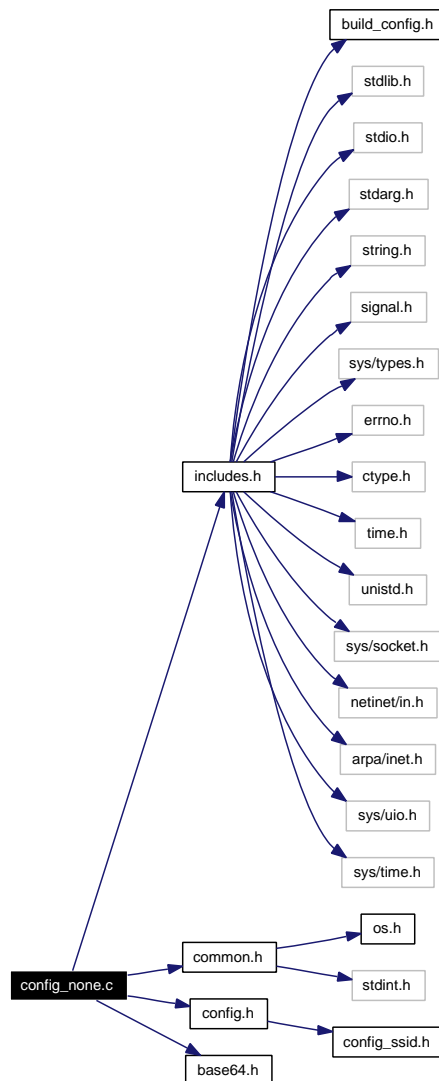 build_config.h
stdlib.h
stdio.h
stdarg.h
string.h
signal.h
sys/types.h
errno.h
includes.h
ctype.h
time.h
unistd.h
sys/socket.h
netinet/in.h
arpa/inet.h
sys/uio.h
sys/time.h
os.h
common.h
config_none.c
stdint.h
config.h
config_ssid.h
base64.h